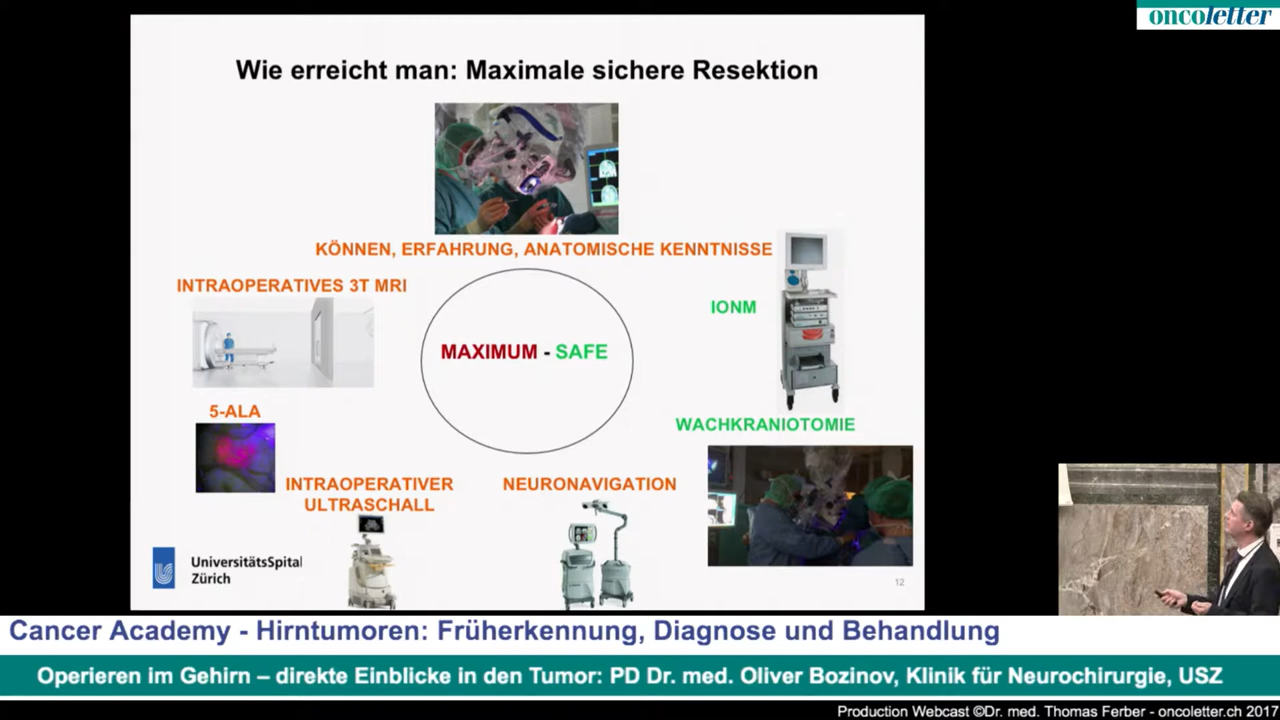 oncoletter
Wie erreicht man: Maximale sichere Resektion
KÖNNEN, ERFAHRUNG, ANATOMISCHE KENNTNISSE
INTRAOPERATIVES 3T MRI
IONM
MAXIMUM - SAFE
5-ALA
WACHKRANIOTOMIE
INTRAOPERATIVER
ULTRASCHALL
NEURONAVIGATION
UniversitätsSpital
Zürich
12
Cancer Academy - Hirntumoren: Früherkennung, Diagnose und Behandlung
Operieren im Gehirn – direkte Einblicke in den Tumor: PD Dr. med. Oliver Bozinov, Klinik für Neurochirurgie, USZ
Production Webcast ©Dr. med. Thomas Ferber - oncoletter.ch 2017